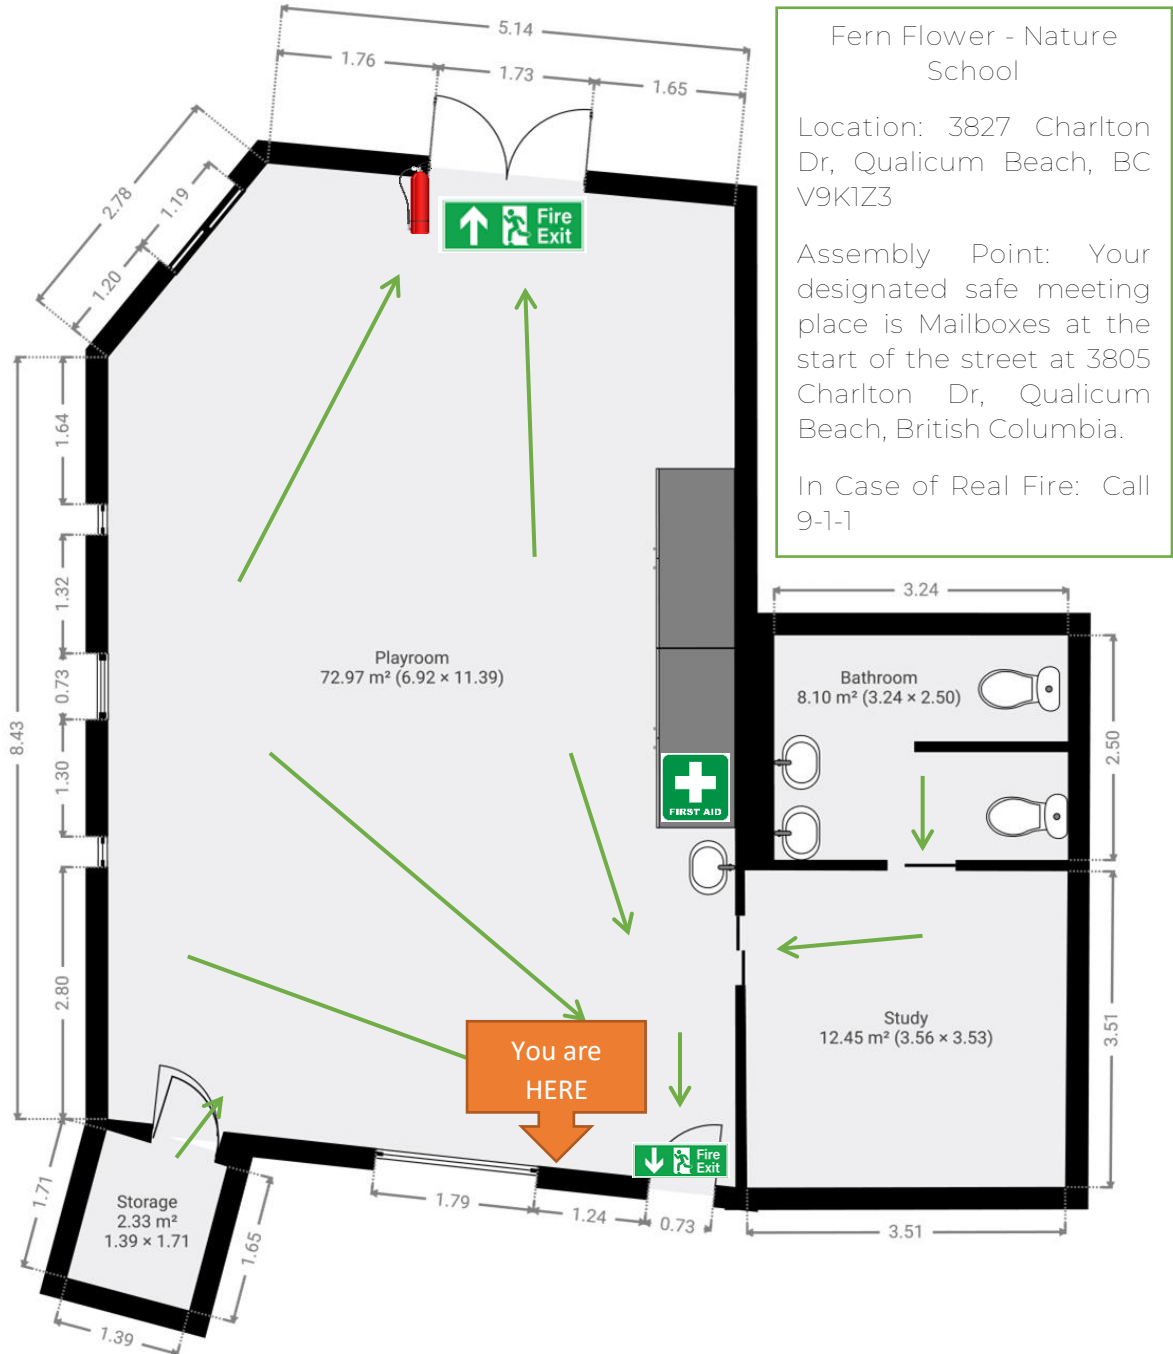 5.14
1.76
1.73
1.65
Fern Flower - Nature
School
Location: 3827 Charlton
Dr, Qualicum Beach, BC
V9K1Z3
Assembly Point: Your
designated safe meeting
place is Mailboxes at the
start of the street at 3805
Charlton Dr, Qualicum
Beach, British Columbia.
In Case of Real Fire: Call
9-1-1
2.78
1.19
1.20
Fire
Exit
8.43
1.64
1.32
0.73
1.30
2.80
Playroom
72.97 m² (6.92 × 11.39)
3.24
Bathroom
8.10 m² (3.24 × 2.50)
2.50
FIRST AID
Study
12.45 m² (3.56 × 3.53)
3.51
You are
HERE
Fire
Exit
1.71
Storage
2.33 m²
1.39 × 1.71
1.65
1.39
1.79
1.24
0.73
3.51